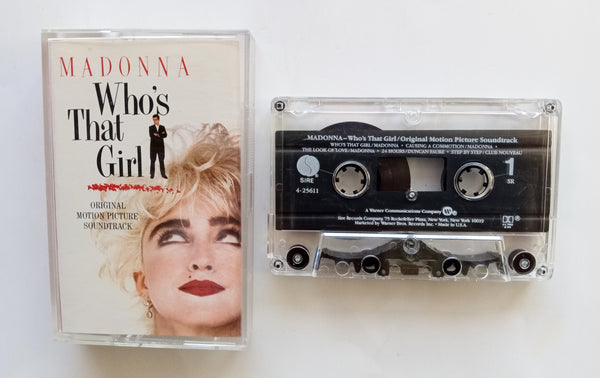 MADONNA
Who's
That
Girl
ORIGINAL
MOTION PICTURE
SOUNDTRACK
MADONNA—Who's That Girl/Original Motion Picture Soundtrack
WHO'S THAT GIRL/MADONNA • CAUSING A COMMOTION/MADONNA •
THE LOOK OF LOVE/MADONNA • 24 HOURS/DUNCAN FAURE • STEP BY STEP/CLUB NOUVEAU
SIRE
4-25611
1
SR
A Warner Communications Company
Sire Records Company 75 Rockefeller Plaza, New York, New York 10019
Marketed by Warner Bros. Records Inc. • Made in U.S.A.